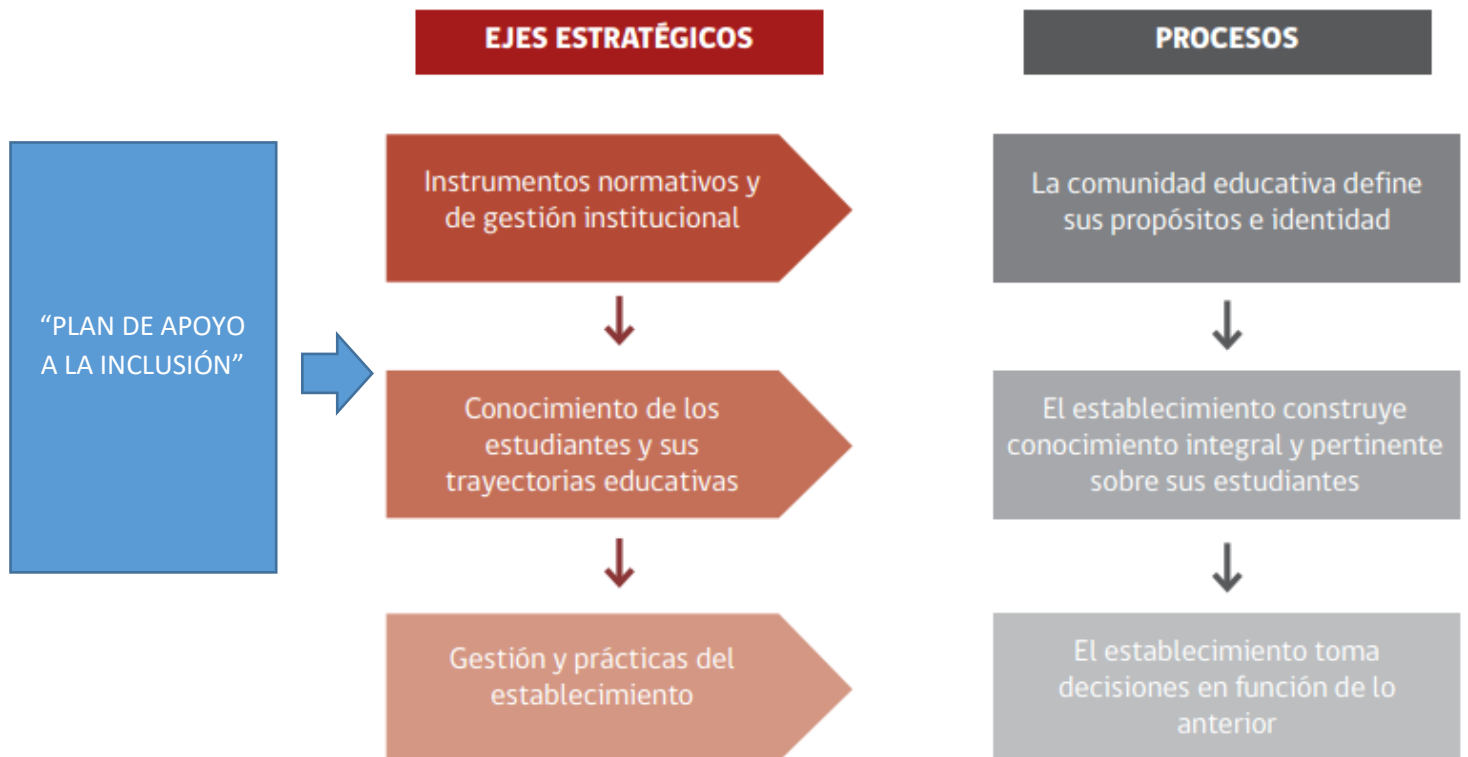 EJES ESTRATÉGICOS
PROCESOS
“PLAN DE APOYO
A LA INCLUSIÓN”
Instrumentos normativos y
de gestión institucional
La comunidad educativa define
sus propósitos e identidad
Conocimiento de los
estudiantes y sus
trayectorias educativas
El establecimiento construye
conocimiento integral y pertinente
sobre sus estudiantes
Gestión y prácticas del
establecimiento
El establecimiento toma
decisiones en función de lo
anterior